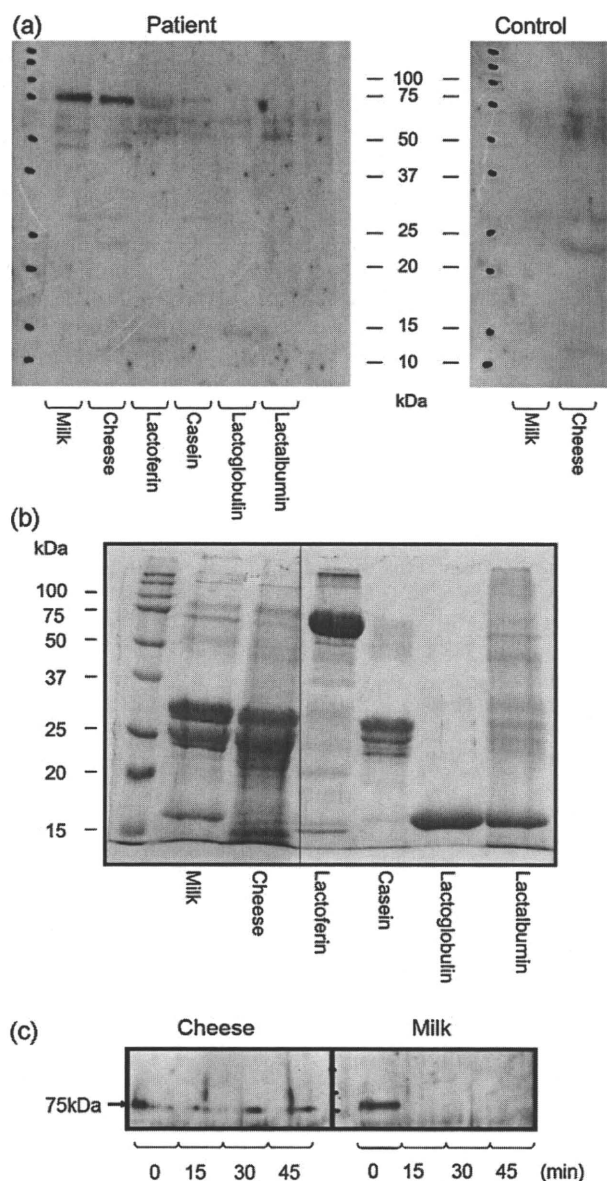 (a) Patient Control
100
75
50
37
25
20
15
10
kDa
Milk
Cheese
Lactoferin
Casein
Lactoglobulin
Lactalbumin
Milk
Cheese
(b)
kDa
100
75
50
37
25
20
15
Milk
Cheese
Lactoferin
Casein
Lactoglobulin
Lactalbumin
(c)
Cheese Milk
75kDa
0 15 30 45 0 15 30 45 (min)